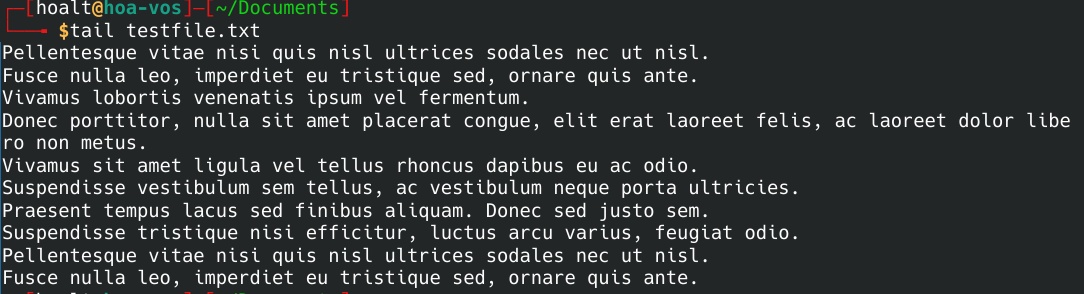 [hoalt@hoa-vos]─[~/Documents]
$tail testfile.txt
Pellentesque vitae nisi quis nisl ultrices sodales nec ut nisl.
Fusce nulla leo, imperdiet eu tristique sed, ornare quis ante.
Vivamus lobortis venenatis ipsum vel fermentum.
Donec porttitor, nulla sit amet placerat congue, elit erat laoreet felis, ac laoreet dolor libe
ro non metus.
Vivamus sit amet ligula vel tellus rhoncus dapibus eu ac odio.
Suspendisse vestibulum sem tellus, ac vestibulum neque porta ultricies.
Praesent tempus lacus sed finibus aliquam. Donec sed justo sem.
Suspendisse tristique nisi efficitur, luctus arcu varius, feugiat odio.
Pellentesque vitae nisi quis nisl ultrices sodales nec ut nisl.
Fusce nulla leo, imperdiet eu tristique sed, ornare quis ante.